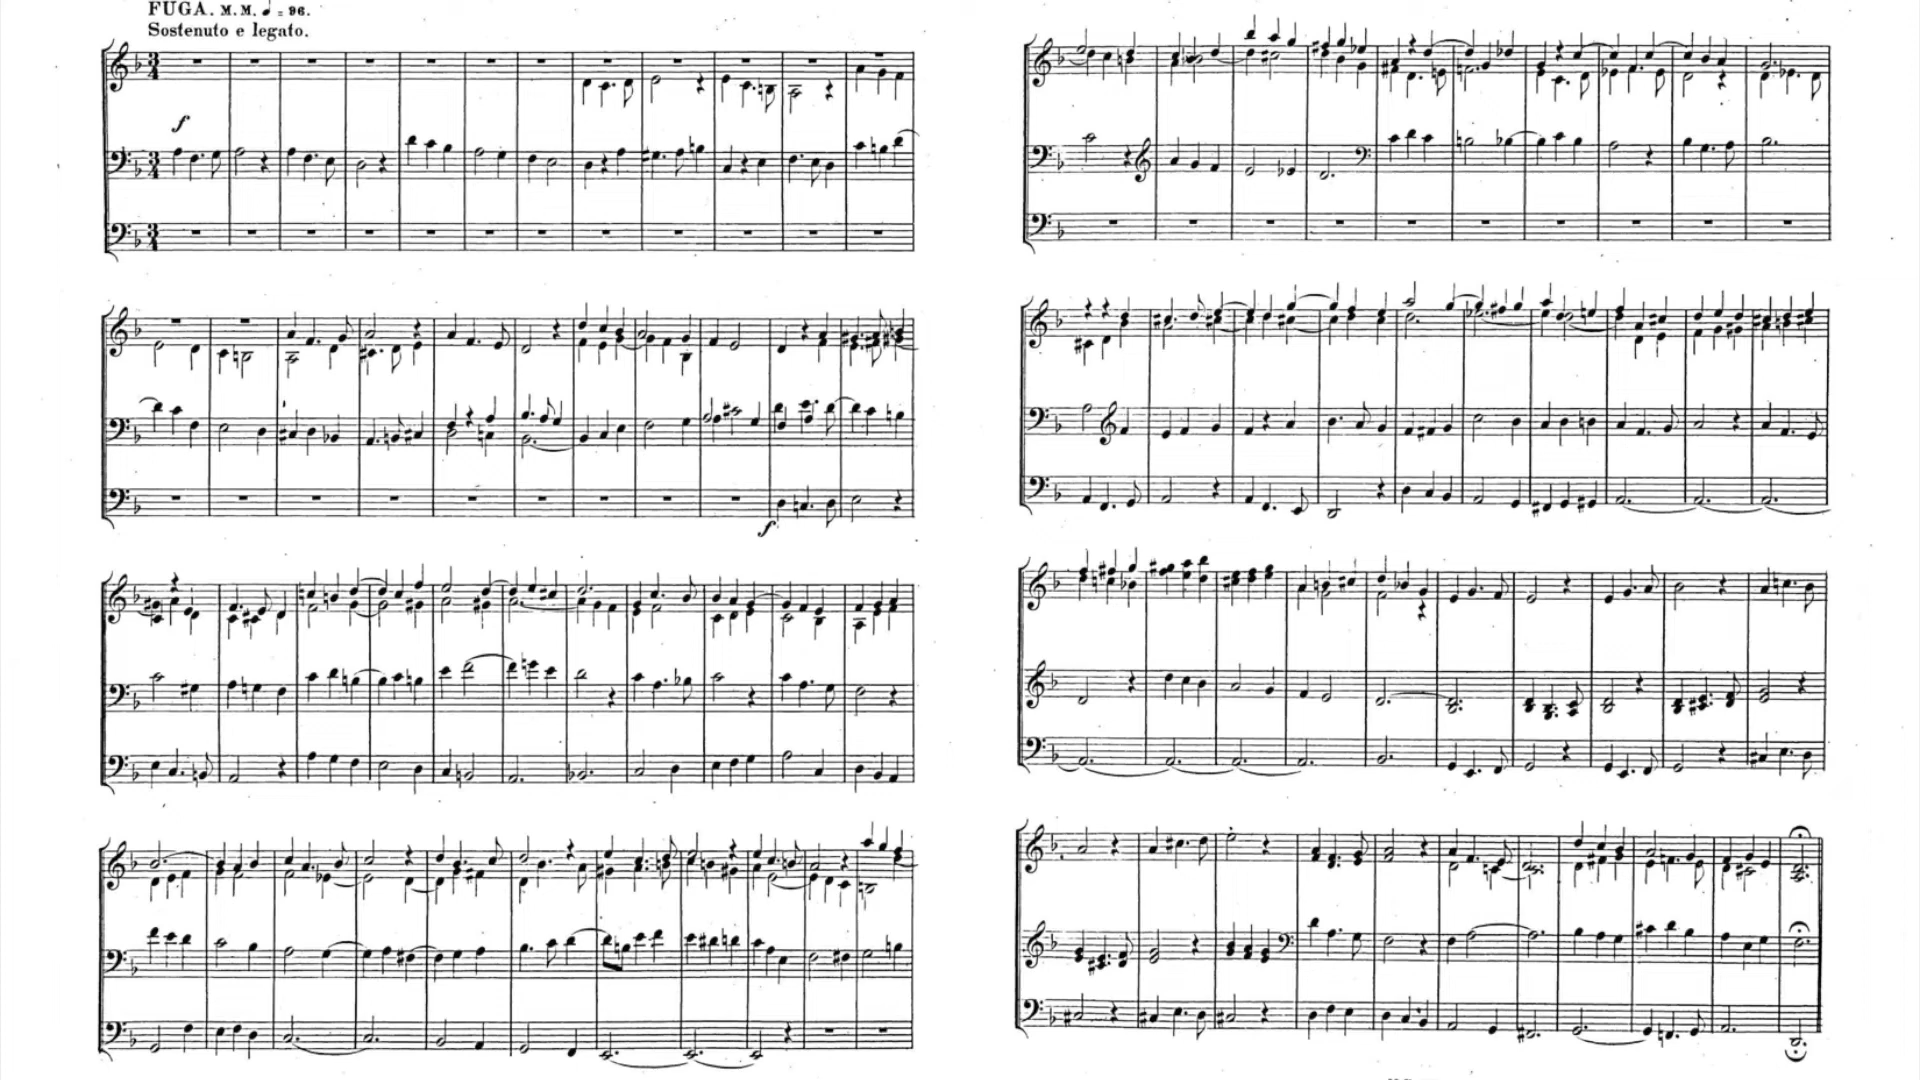 FUGA. M.M. ♩ = 96.
Sostenuto e legato.
f
f